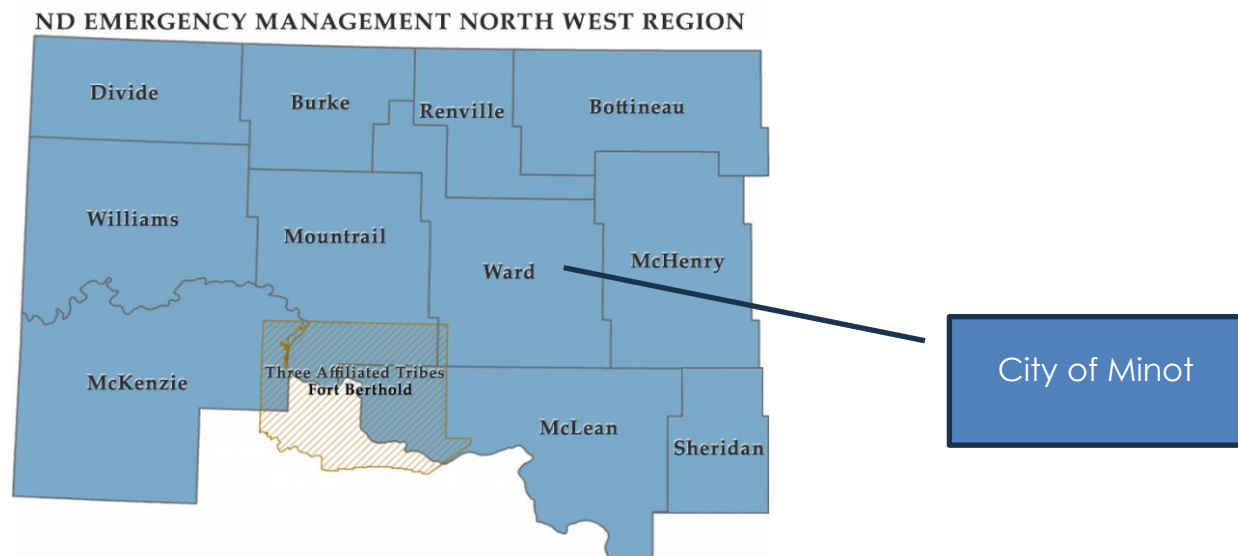 ND EMERGENCY MANAGEMENT NORTH WEST REGION
Divide
Burke
Renville
Bottineau
Williams
Mountrail
Ward
McHenry
McKenzie
Three Affiliated Tribes
Fort Berthold
McLean
Sheridan
City of Minot